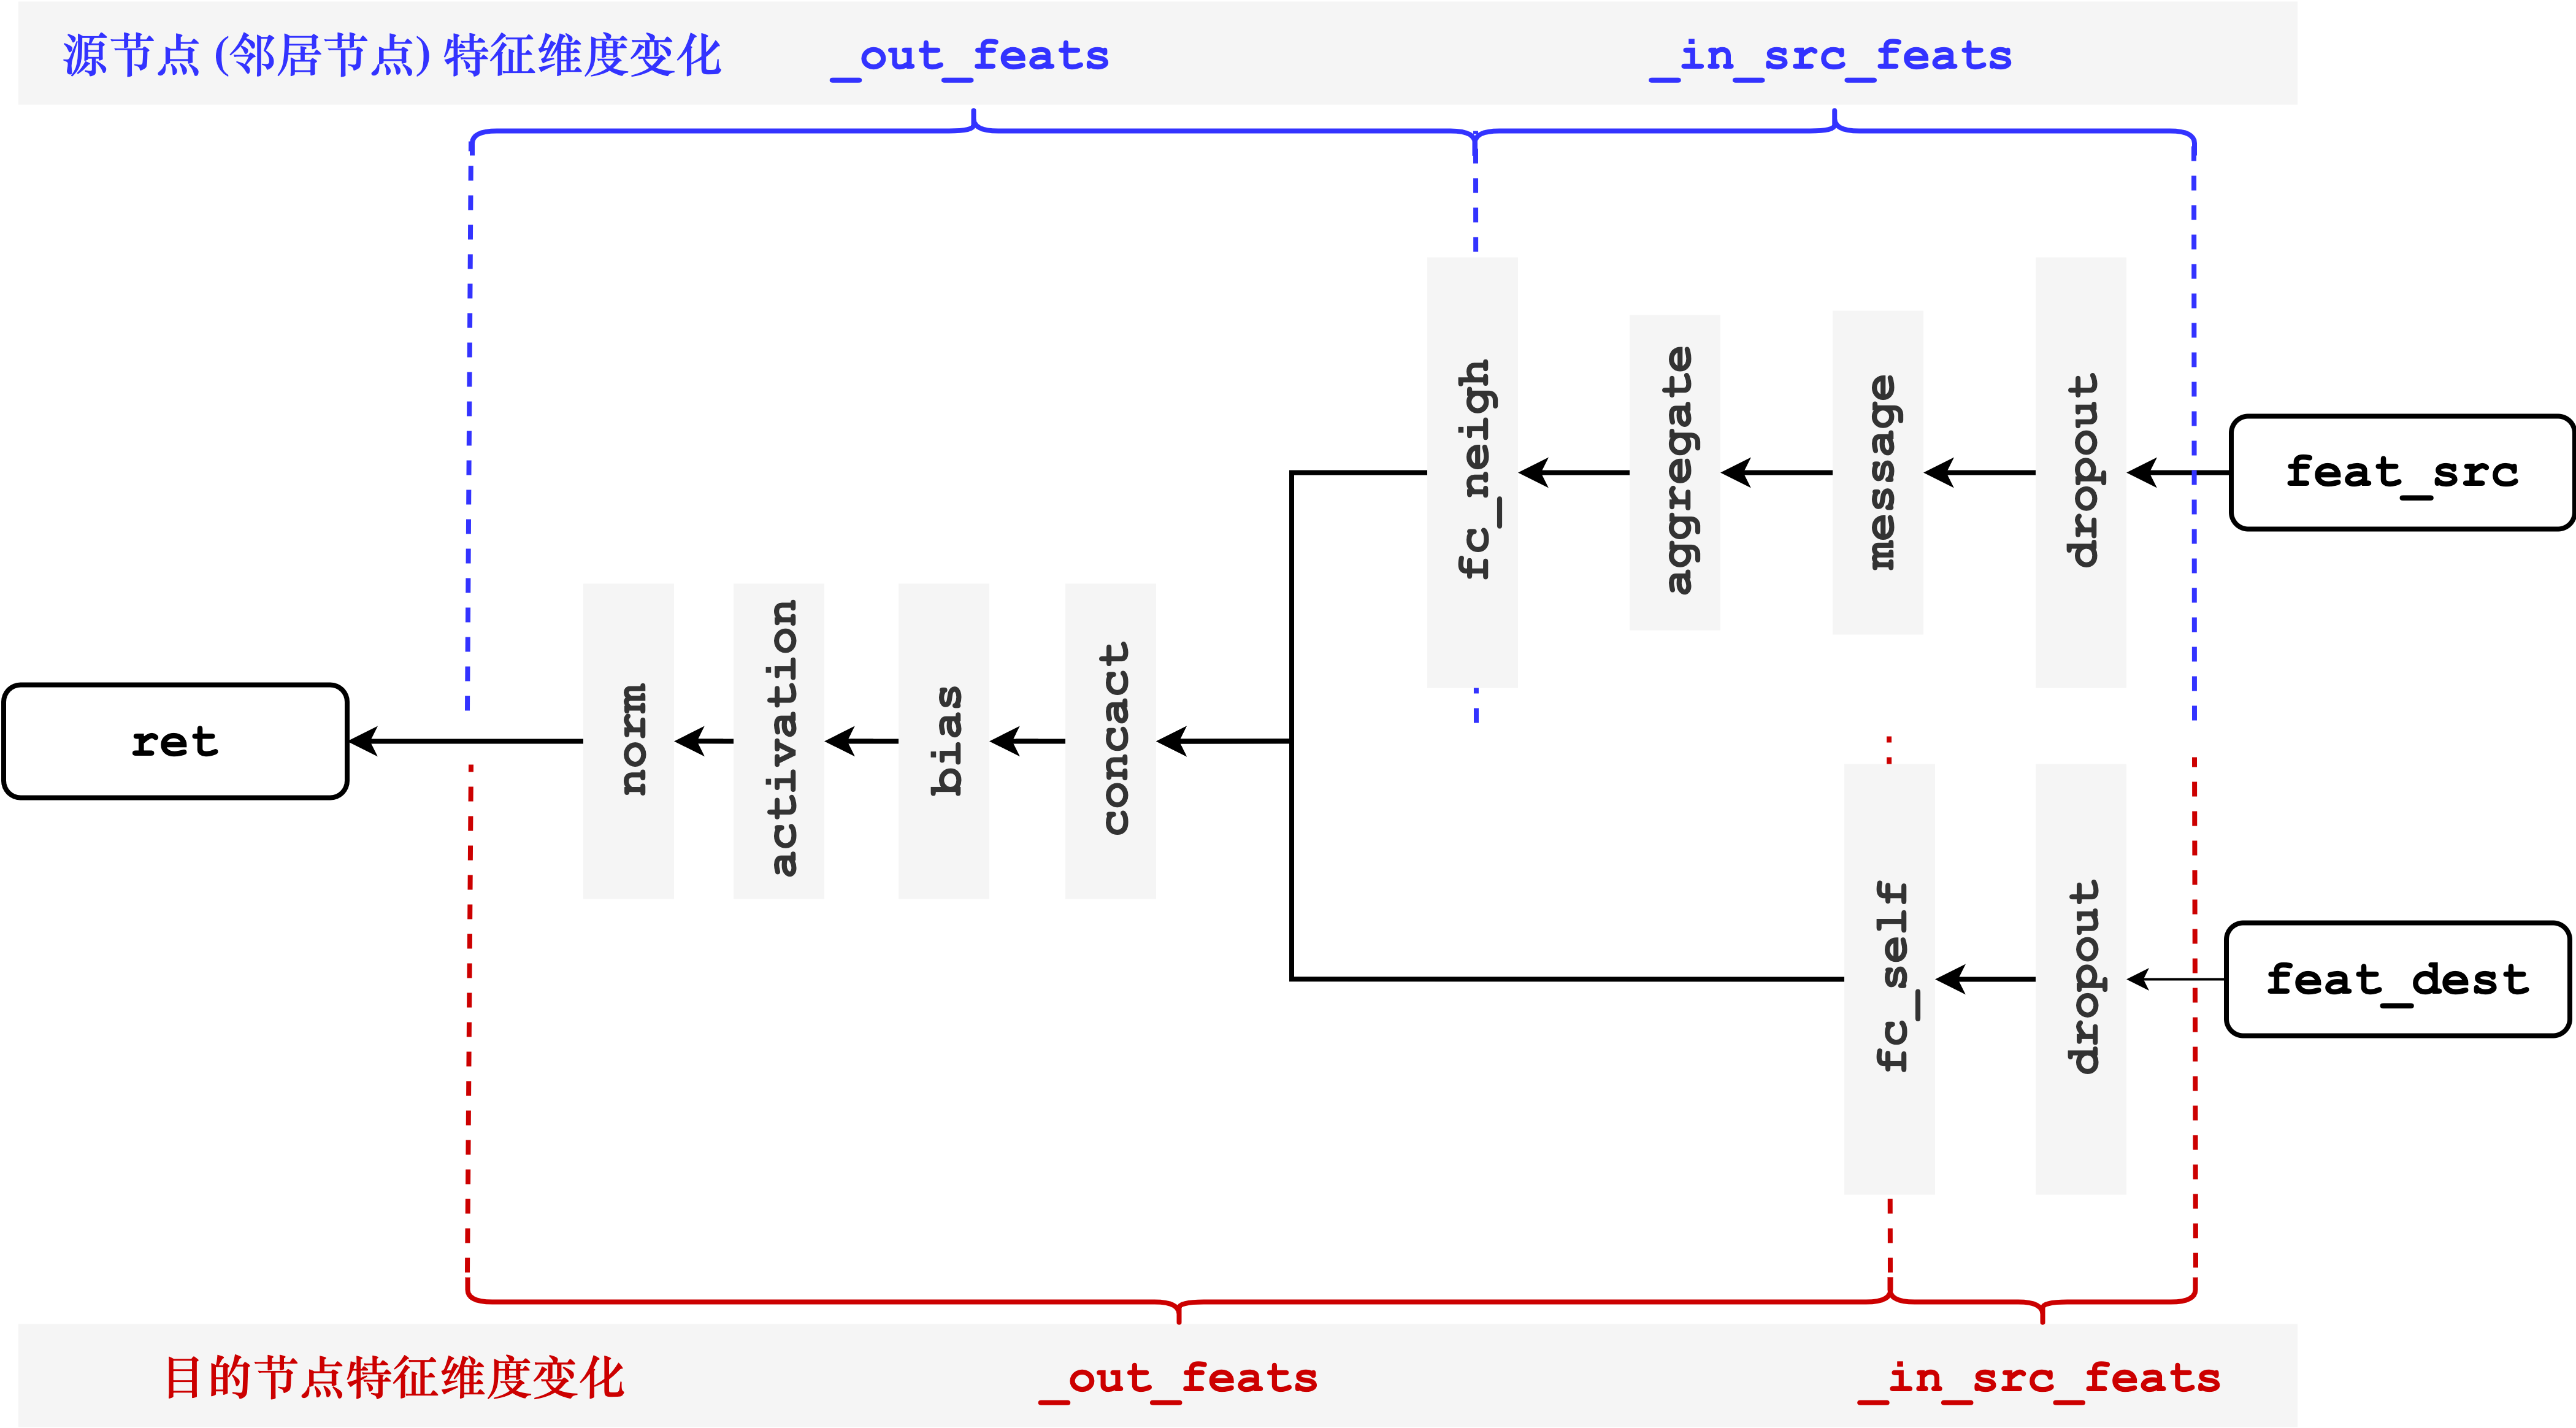 源节点(邻居节点)特征维度变化 _out_feats _in_src_feats
fc_neigh
aggregate
message
dropout
feat_src
ret
norm
activation
bias
concact
fc_self
dropout
feat_dest
目的节点特征维度变化 _out_feats _in_src_feats